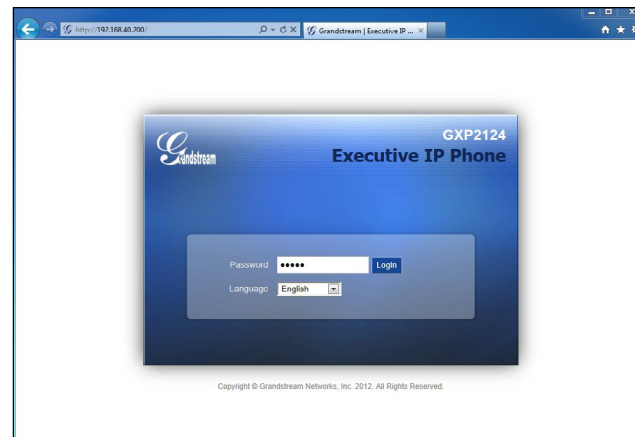 http://192.168.40.200/
Grandstream | Executive IP ...
Grandstream
GXP2124
Executive IP Phone
Password ••••• Login
Language English
Copyright © Grandstream Networks, Inc. 2012. All Rights Reserved.